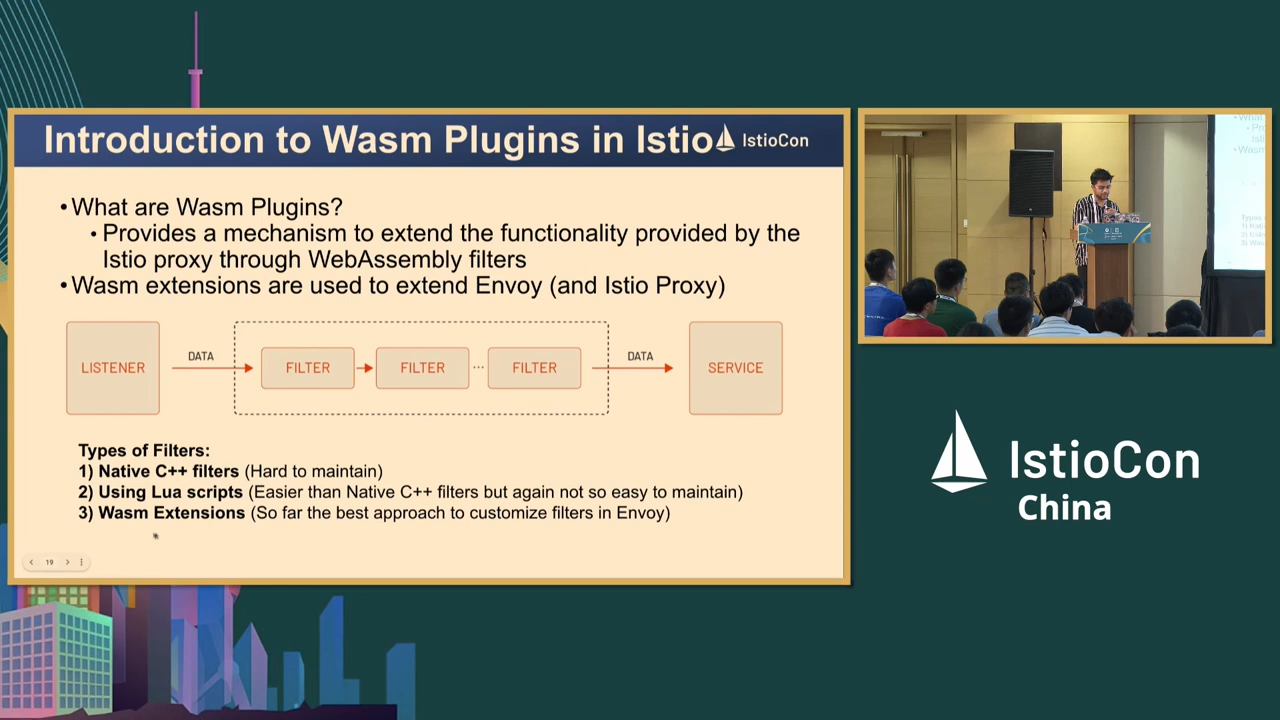 Introduction to Wasm Plugins in Istio
IstioCon
•What are Wasm Plugins?
•Provides a mechanism to extend the functionality provided by the
Istio proxy through WebAssembly filters
•Wasm extensions are used to extend Envoy (and Istio Proxy)
LISTENER
DATA
FILTER
FILTER
...
FILTER
DATA
SERVICE
Types of Filters:
1) Native C++ filters (Hard to maintain)
2) Using Lua scripts (Easier than Native C++ filters but again not so easy to maintain)
3) Wasm Extensions (So far the best approach to customize filters in Envoy)
19
IstioCon
China